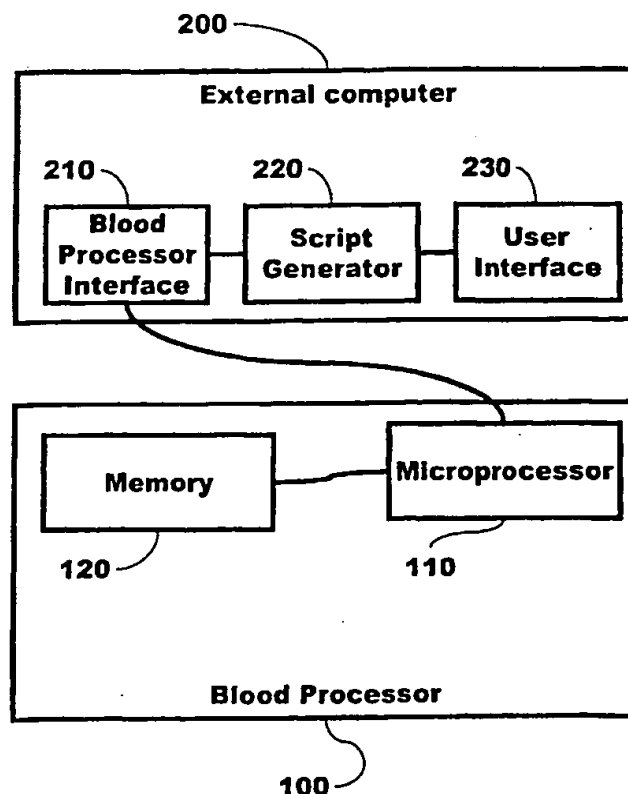 200
External computer
210
220
230
Blood
Processor
Interface
Script
Generator
User
Interface
Memory
Microprocessor
120
110
Blood Processor
100